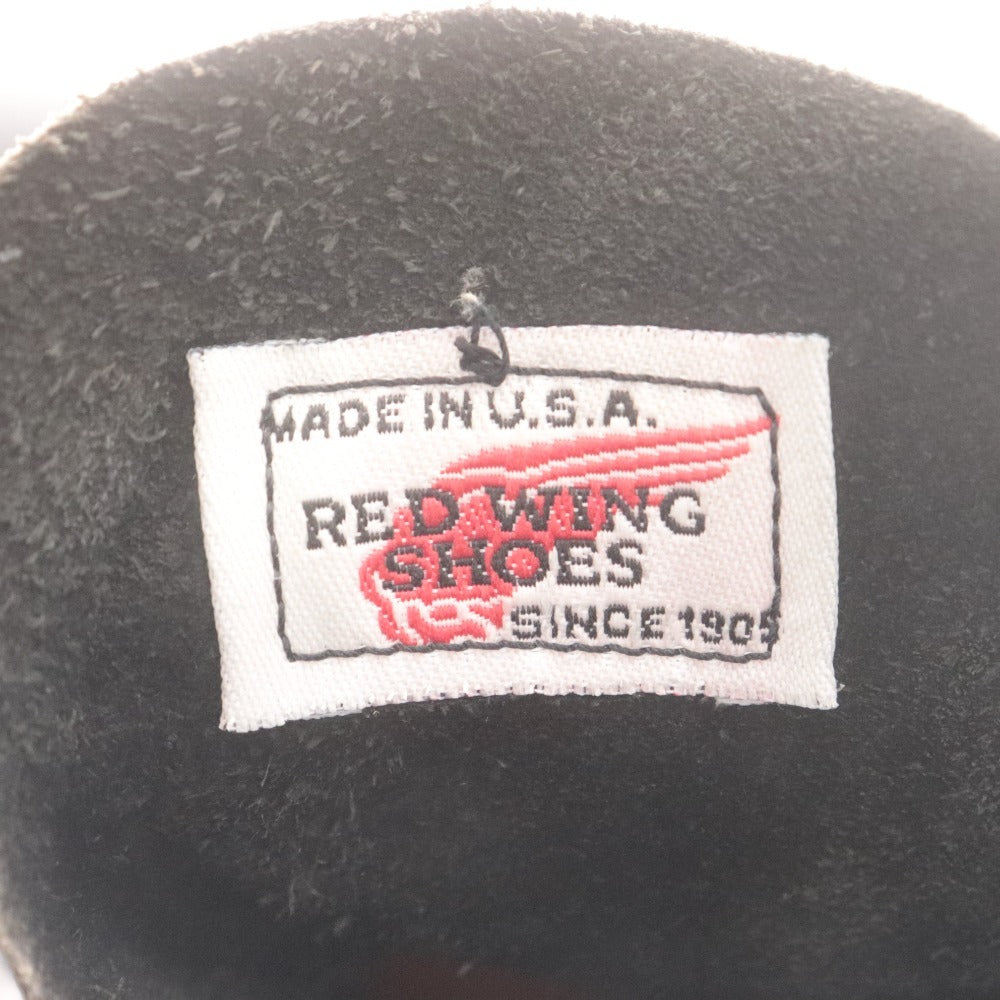 MADE IN U.S.A.
RED WING
SHOES
SINCE 1905